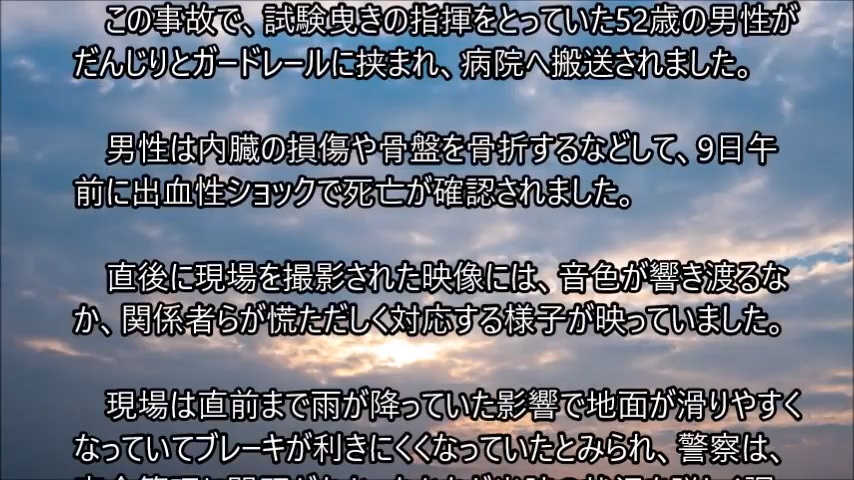 この事故で、試験曳きの指揮をとっていた52歳の男性が
だんじりとガードレールに挟まれ、病院へ搬送されました。
男性は内臓の損傷や骨盤を骨折するなどして、9日午
前に出血性ショックで死亡が確認されました。
直後に現場を撮影された映像には、音色が響き渡るな
か、関係者らが慌ただしく対応する様子が映っていました。
現場は直前まで雨が降っていた影響で地面が滑りやすく
なっていてブレーキが利きにくくなっていたとみられ、警察は、